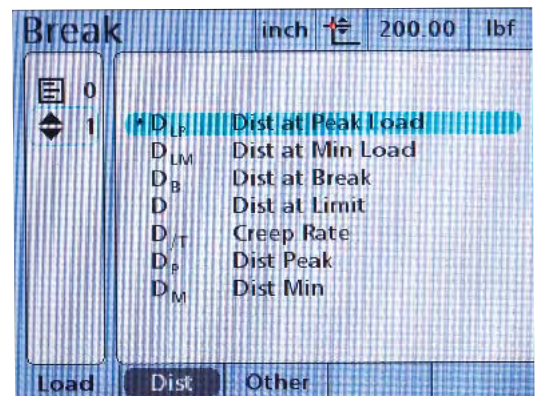 Break inch 200.00 lbf
0
1
* DLP Dist at Peak Load
DLM Dist at Min Load
DB Dist at Break
D Dist at Limit
D/T Creep Rate
DP Dist Peak
DM Dist Min
Load Dist Other